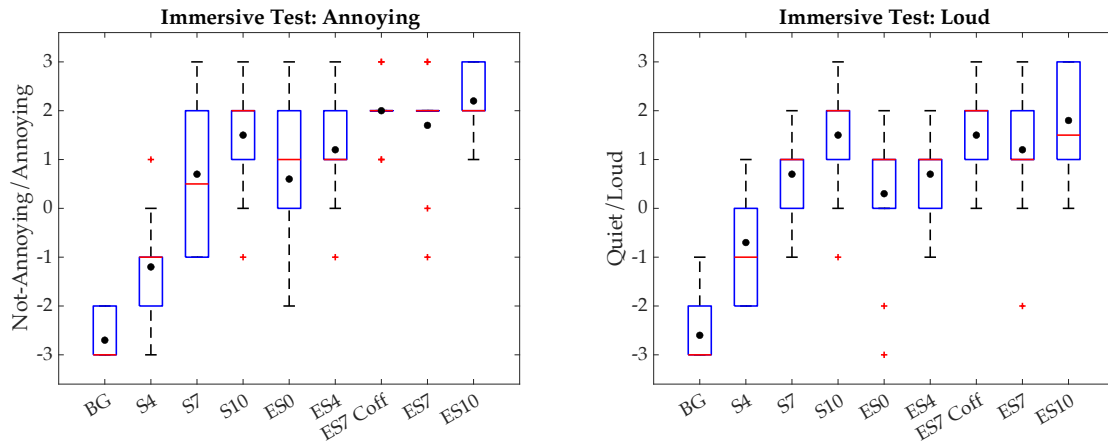 Immersive Test: Annoying
Not-Annoying/Annoying
3
2
1
0
-1
-2
-3
BG
S4
S7
S10
ES0
ES4
ES7 Coff
ES7
ES10
Immersive Test: Loud
Quiet/Loud
3
2
1
0
-1
-2
-3
BG
S4
S7
S10
ES0
ES4
ES7 Coff
ES7
ES10